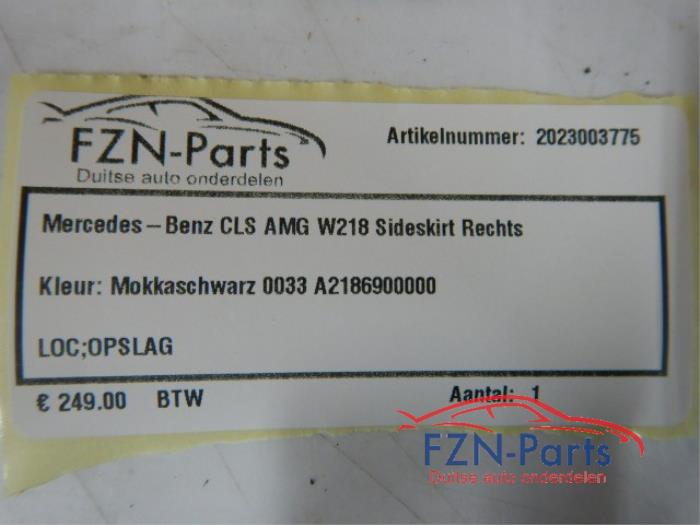 FZN-Parts
Duitse auto onderdelen
Artikelnummer: 2023003775
Mercedes-Benz CLS AMG W218 Sideskirt Rechts
Kleur: Mokkaschwarz 0033 A2186900000
LOC;OPSLAG
€ 249.00 BTW
Aantal: 1
FZN-Parts
Duitse auto onderdelen